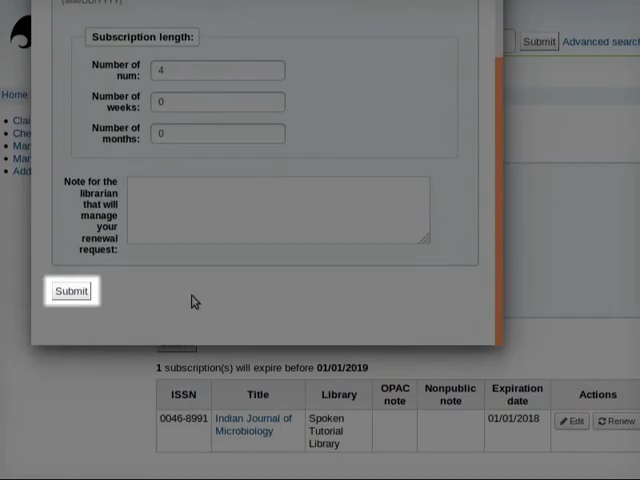 (MM/DD/YYYY)
Subscription length:
Number of num: 4
Number of weeks: 0
Number of months: 0
Note for the librarian that will manage your renewal request:
Submit
Submit Advanced search
Home
1 subscription(s) will expire before 01/01/2019
ISSN Title Library OPAC note Nonpublic note Expiration date Actions
0046-8991 Indian Journal of Microbiology Spoken Tutorial Library 01/01/2018 Edit Renew